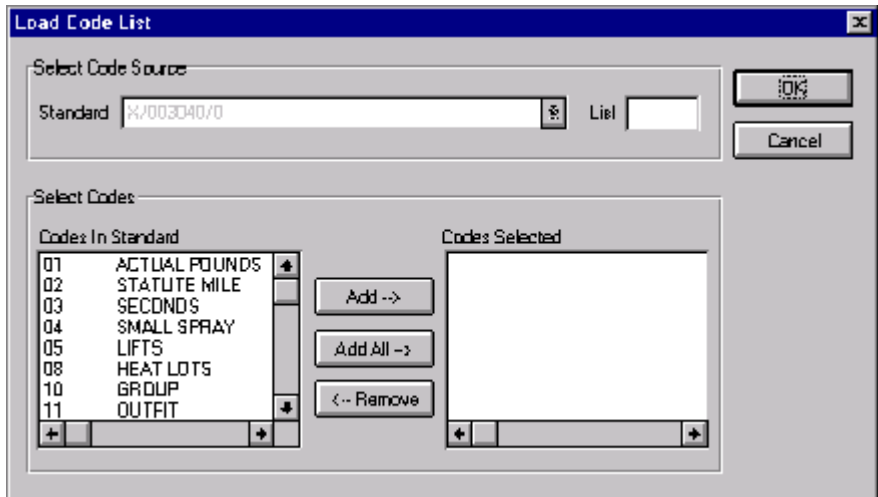 Load Code List
Select Code Source
Standard X/003040/0 List
OK
Cancel
Select Codes
Codes In Standard
Codes Selected
01 ACTUAL POUNDS
02 STATUTE MILE
03 SECONDS
04 SMALL SPRAY
05 LIFTS
08 HEAT LOTS
10 GROUP
11 OUTFIT
Add -->
Add All -->
<-- Remove